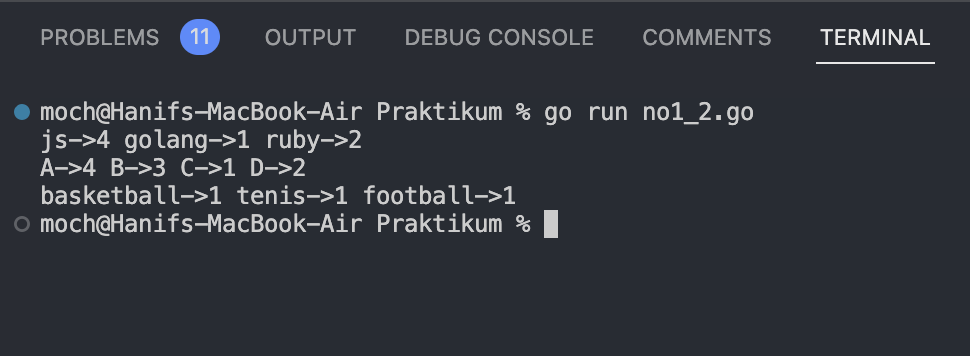 PROBLEMS 11 OUTPUT DEBUG CONSOLE COMMENTS TERMINAL
moch@Hanifs-MacBook-Air Praktikum % go run no1_2.go
js->4 golang->1 ruby->2
A->4 B->3 C->1 D->2
basketball->1 tenis->1 football->1
moch@Hanifs-MacBook-Air Praktikum %